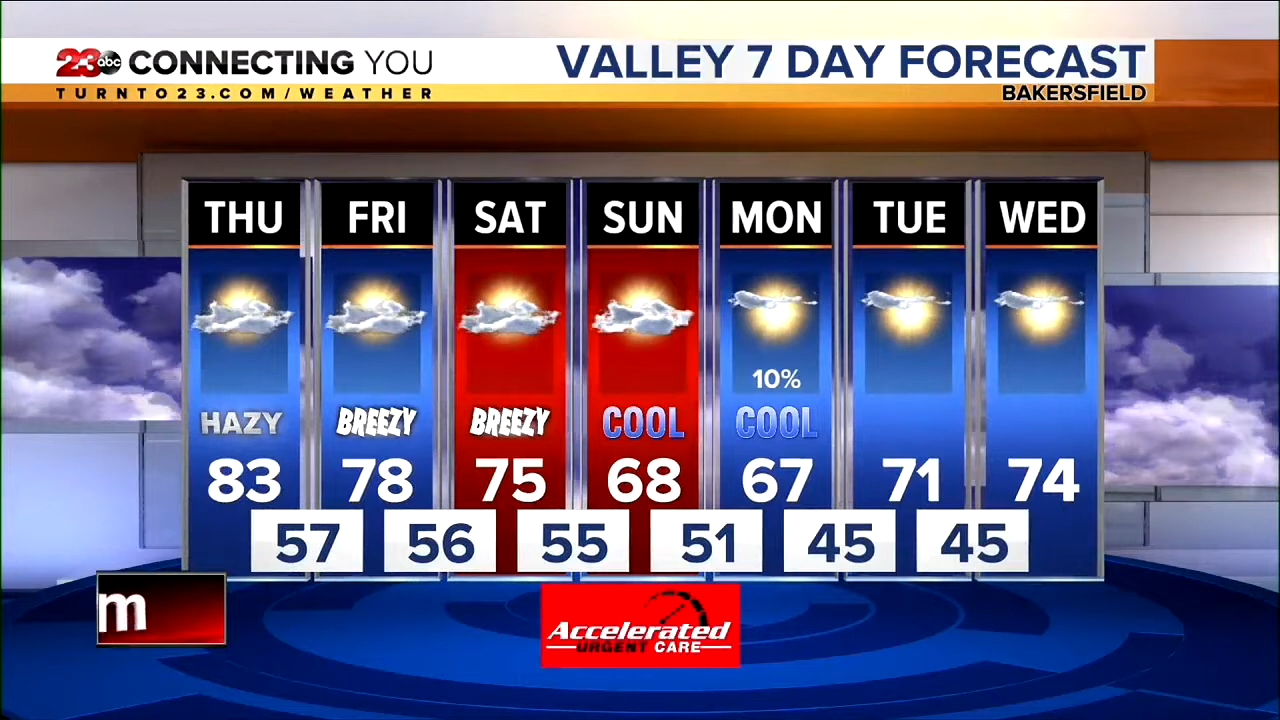 23 abc CONNECTING YOU
TURNTO23.COM/WEATHER
VALLEY 7 DAY FORECAST
BAKERSFIELD
THU FRI SAT SUN MON TUE WED
10%
HAZY BREEZY BREEZY COOL COOL
83 78 75 68 67 71 74
57 56 55 51 45 45
m
Accelerated
URGENT CARE